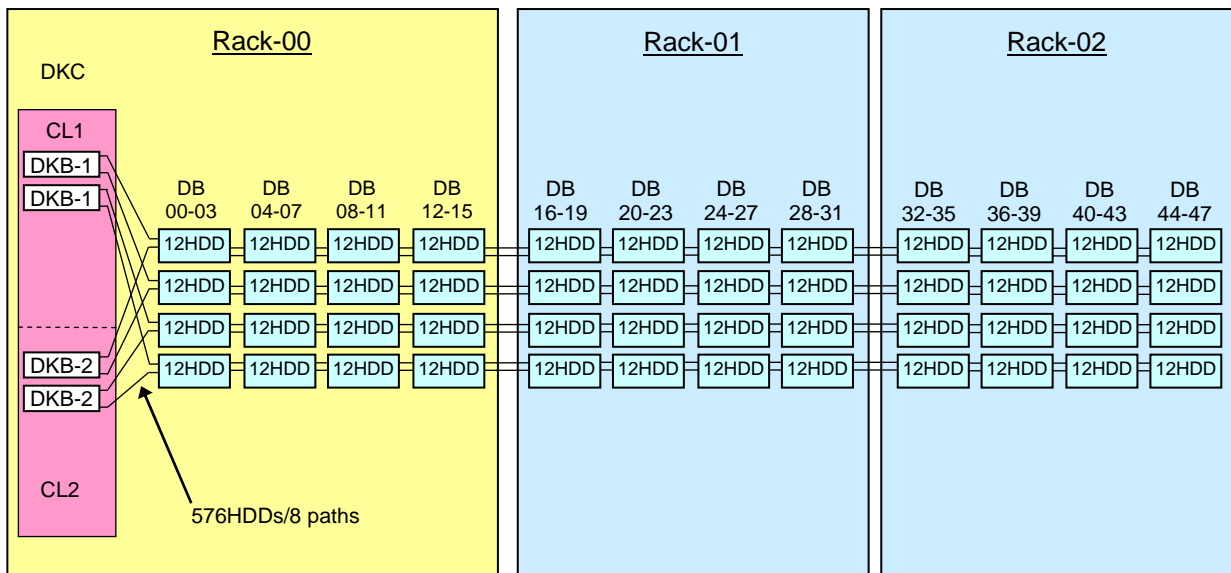 Rack-00
Rack-01
Rack-02
DKC
CL1
DKB-1
DKB-1
DB
00-03
DB
04-07
DB
08-11
DB
12-15
DB
16-19
DB
20-23
DB
24-27
DB
28-31
DB
32-35
DB
36-39
DB
40-43
DB
44-47
12HDD 12HDD 12HDD 12HDD 12HDD 12HDD 12HDD 12HDD 12HDD 12HDD 12HDD 12HDD
12HDD 12HDD 12HDD 12HDD 12HDD 12HDD 12HDD 12HDD 12HDD 12HDD 12HDD 12HDD
12HDD 12HDD 12HDD 12HDD 12HDD 12HDD 12HDD 12HDD 12HDD 12HDD 12HDD 12HDD
12HDD 12HDD 12HDD 12HDD 12HDD 12HDD 12HDD 12HDD 12HDD 12HDD 12HDD 12HDD
DKB-2
DKB-2
CL2
576HDDs/8 paths